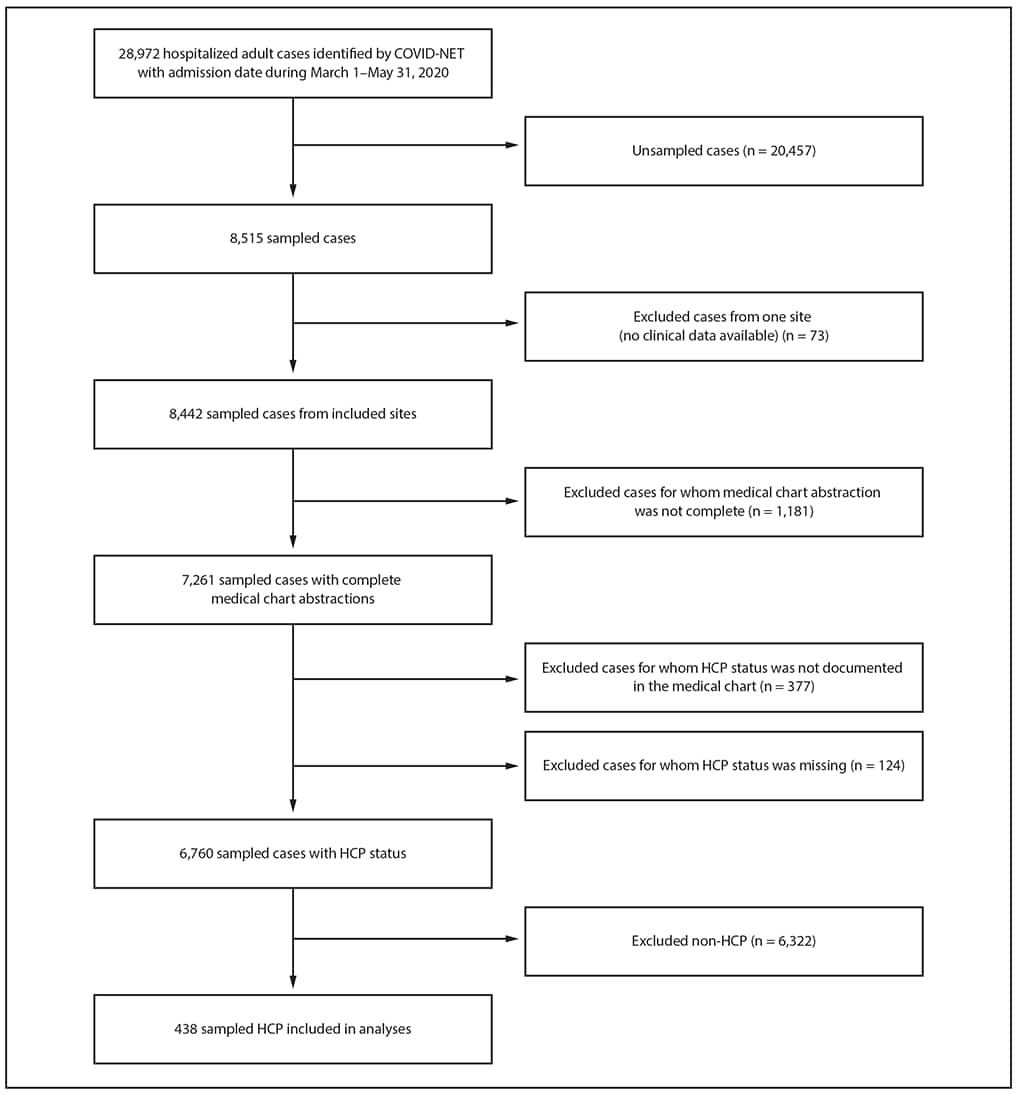 28,972 hospitalized adult cases identified by COVID-NET
with admission date during March 1–May 31, 2020
Unsampled cases (n = 20,457)
8,515 sampled cases
Excluded cases from one site
(no clinical data available) (n = 73)
8,442 sampled cases from included sites
Excluded cases for whom medical chart abstraction
was not complete (n = 1,181)
7,261 sampled cases with complete
medical chart abstractions
Excluded cases for whom HCP status was not documented
in the medical chart (n = 377)
Excluded cases for whom HCP status was missing (n = 124)
6,760 sampled cases with HCP status
Excluded non-HCP (n = 6,322)
438 sampled HCP included in analyses